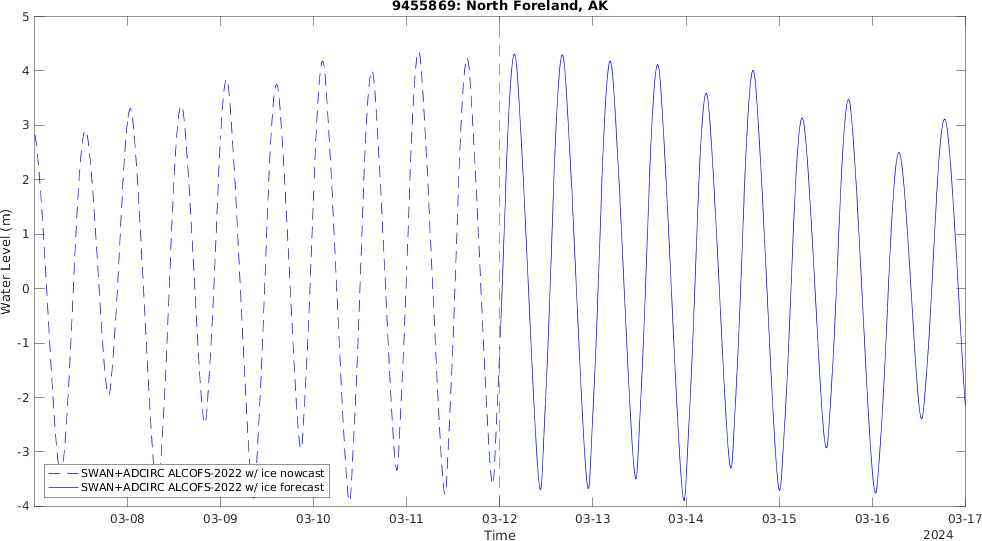 9455869: North Foreland, AK
5
4
3
2
1
0
-1
-2
-3
-4
Water Level (m)
SWAN+ADCIRC ALCOFS-2022 w/ ice nowcast
SWAN+ADCIRC ALCOFS-2022 w/ ice forecast
03-08 03-09 03-10 03-11 03-12 03-13 03-14 03-15 03-16 03-17
Time
2024